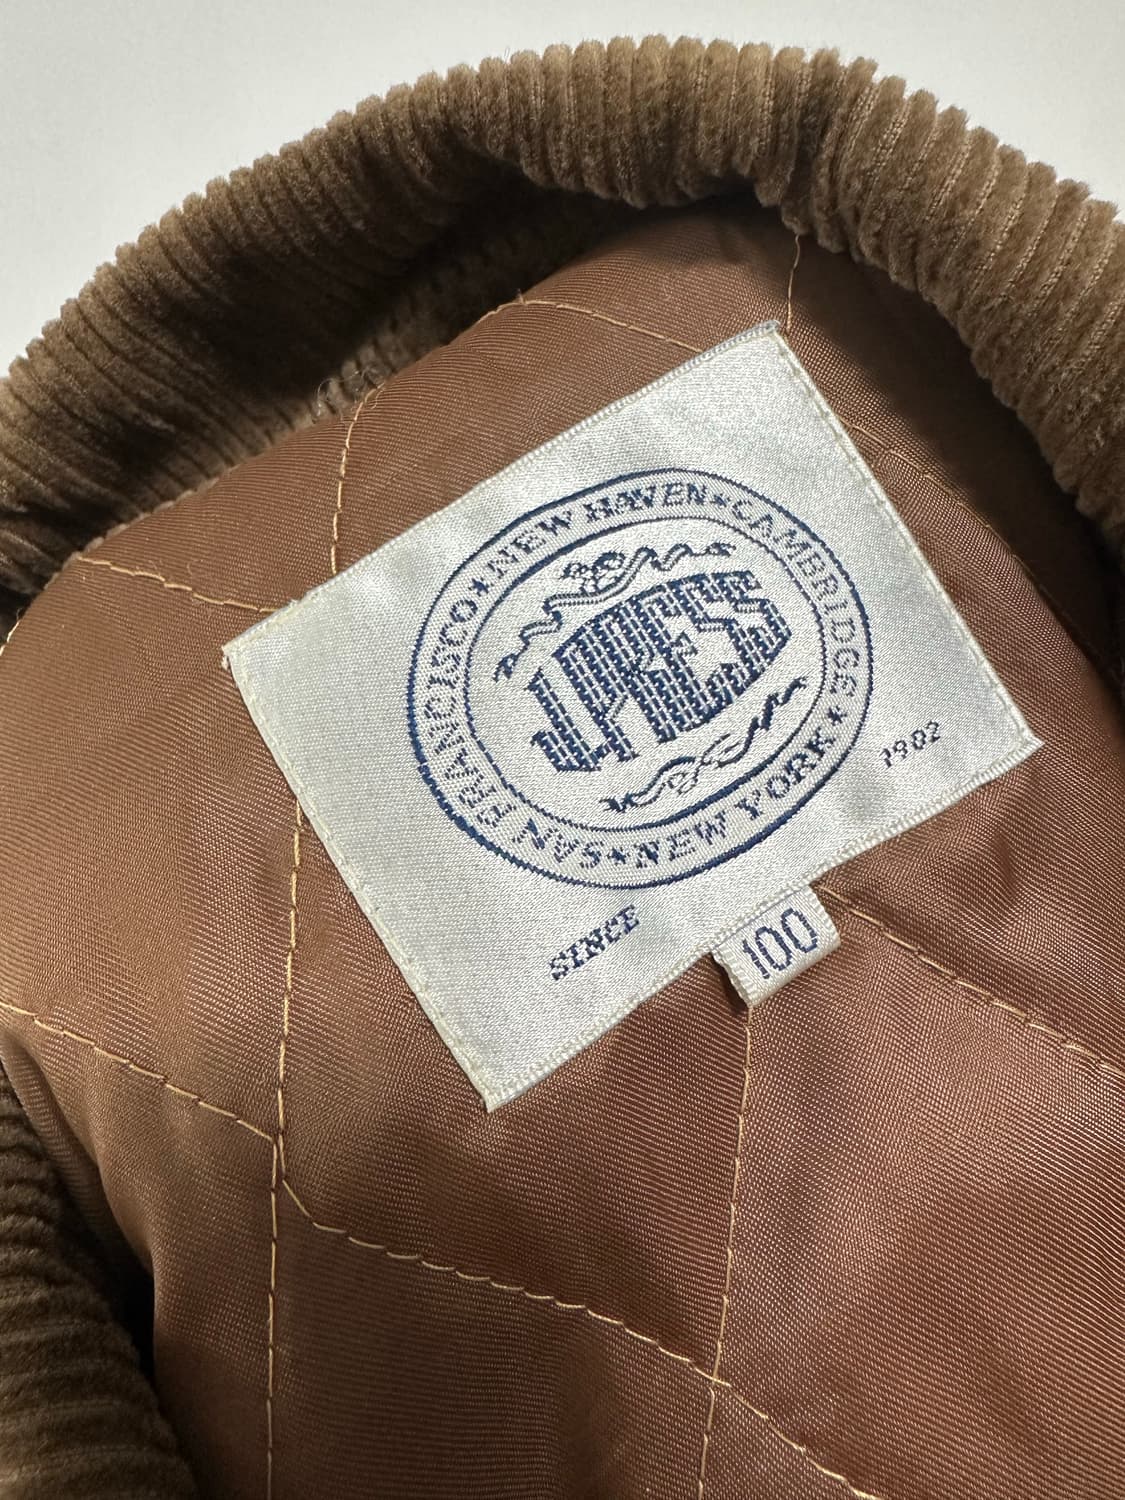 ★NEW HAVEN★CAMBRIDGE★NEW YORK★SAN FRANCISCO
J.PRESS
SINCE 1902
100